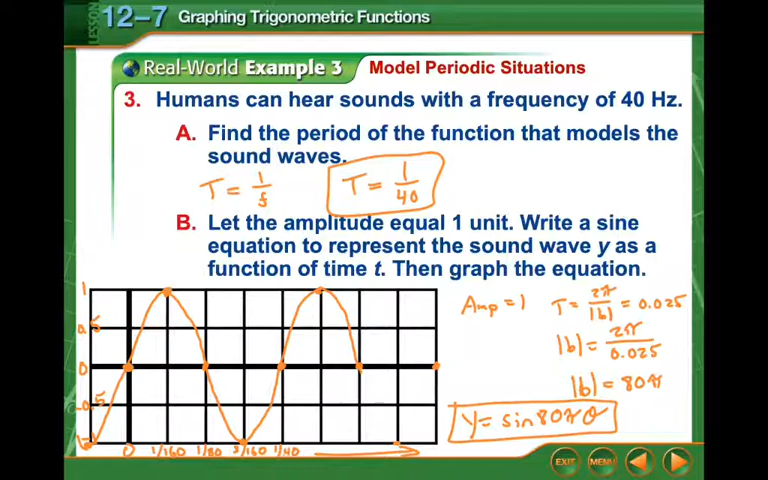 LESSON 12–7 Graphing Trigonometric Functions
Real-World Example 3 Model Periodic Situations
3. Humans can hear sounds with a frequency of 40 Hz.
A. Find the period of the function that models the
sound waves.
T = 1/f T = 1/40
B. Let the amplitude equal 1 unit. Write a sine
equation to represent the sound wave y as a
function of time t. Then graph the equation.
Amp = 1 T = 2π/|b| = 0.025
|b| = 2π/0.025
|b| = 80π
y = sin 80πθ
1
0.5
0
-0.5
-1
0 1/160 1/80 3/160 1/40
EXIT MENU